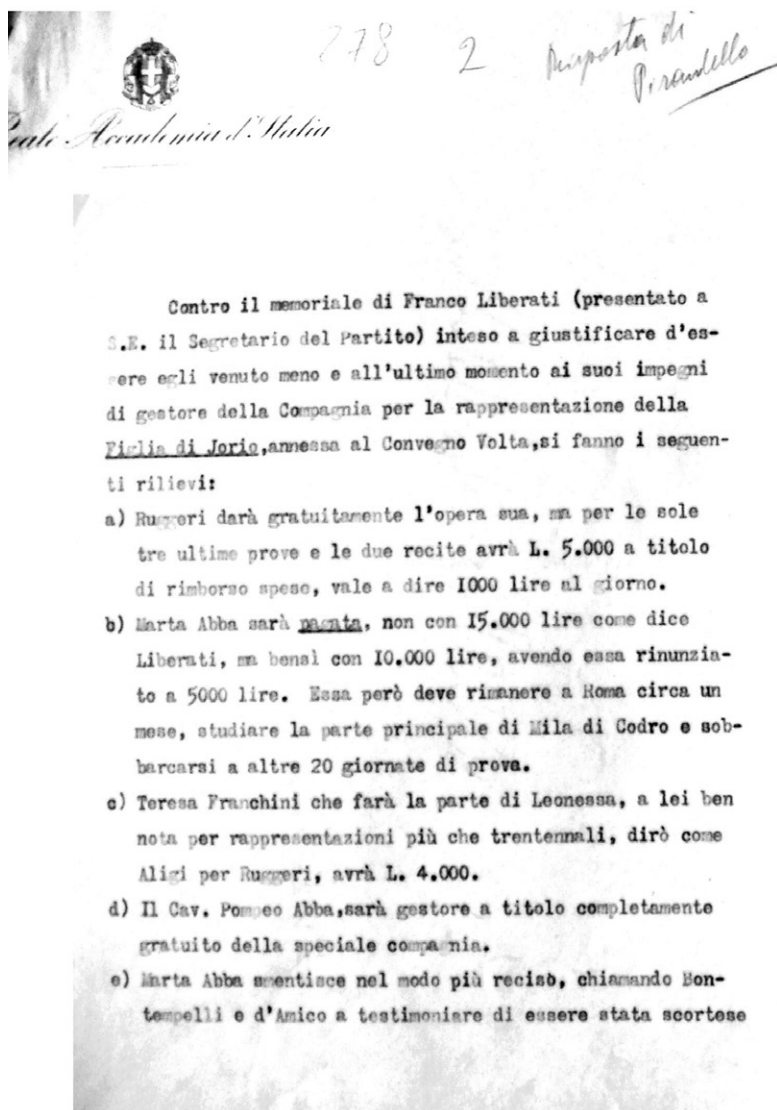 278 2 Risposta di
Pirandello
Reale Accademia d'Italia
Contro il memoriale di Franco Liberati (presentato a
S.E. il Segretario del Partito) inteso a giustificare d'es-
sere egli venuto meno e all'ultimo momento ai suoi impegni
di gestore della Compagnia per la rappresentazione della
Figlia di Jorio,annessa al Convegno Volta,si fanno i seguen-
ti rilievi:
a) Ruggeri darà gratuitamente l'opera sua, ma per le sole
tre ultime prove e le due recite avrà L. 5.000 a titolo
di rimborso spese, vale a dire I000 lire al giorno.
b) Marta Abba sarà pagata, non con I5.000 lire come dice
Liberati, ma bensì con I0.000 lire, avendo essa rinunzia-
to a 5000 lire. Essa però deve rimanere a Roma circa un
mese, studiare la parte principale di Mila di Codro e sob-
barcarsi a altre 20 giornate di prova.
c) Teresa Franchini che farà la parte di Leonessa, a lei ben
nota per rappresentazioni più che trentennali, dirò come
Aligi per Ruggeri, avrà L. 4.000.
d) Il Cav. Pompeo Abba,sarà gestore a titolo completamente
gratuito della speciale compagnia.
e) Marta Abba smentisce nel modo più reciso, chiamando Bon-
tempelli e d'Amico a testimoniare di essere stata scortese